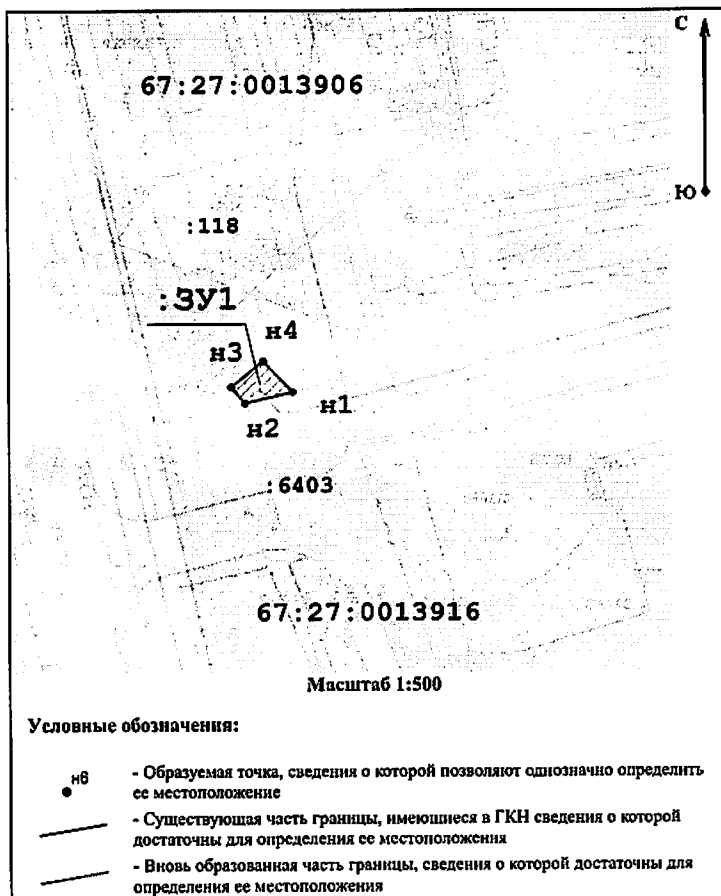 С
67:27:0013906
Ю
:118
:ЗУ1
н4
н3
н1
н2
:6403
67:27:0013916
Масштаб 1:500
Условные обозначения:
н6
- Образуемая точка, сведения о которой позволяют однозначно определить
ее местоположение
- Существующая часть границы, имеющиеся в ГКН сведения о которой
достаточны для определения ее местоположения
- Вновь образованная часть границы, сведения о которой достаточны для
определения ее местоположения